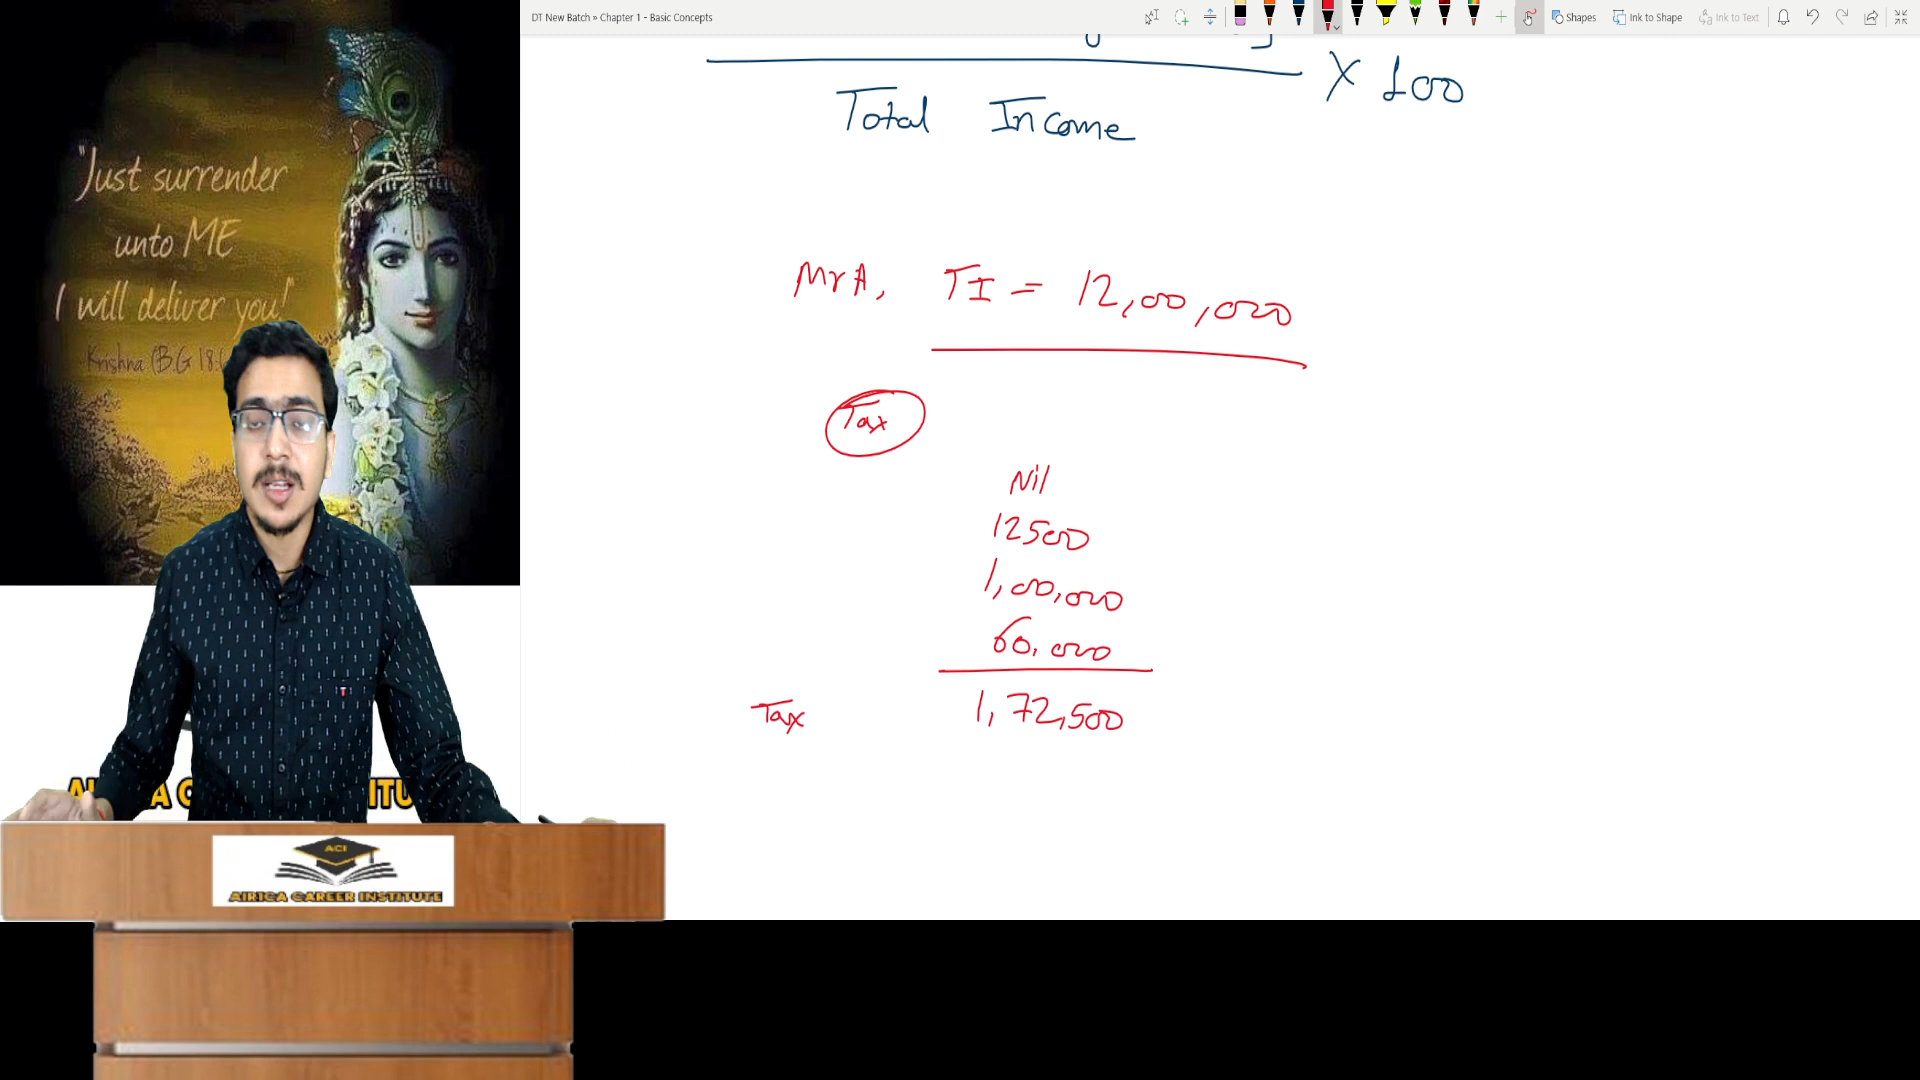 DT New Batch » Chapter 1 - Basic Concepts
Shapes
Ink to Shape
Ink to Text
Total Income
X 100
"Just surrender
unto ME
I will deliver you!"
Krishna (B.G 18:
Mr A, TI = 12,00,000
Tax
Nil
12500
1,00,000
60,000
Tax 1,72,500
ACI
AIRICA CAREER INSTITUTE